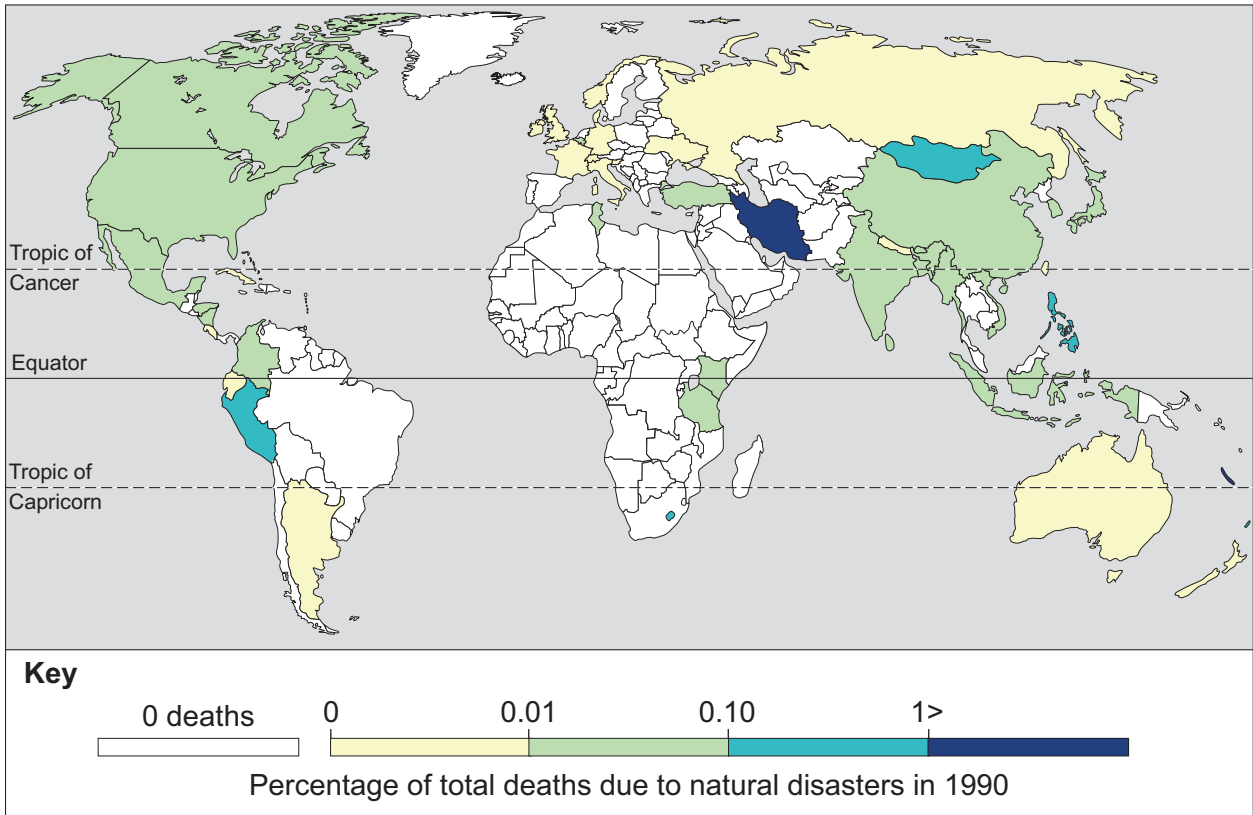 Tropic of
Cancer
Equator
Tropic of
Capricorn
Key
0 deaths
0 0.01 0.10 1>
Percentage of total deaths due to natural disasters in 1990